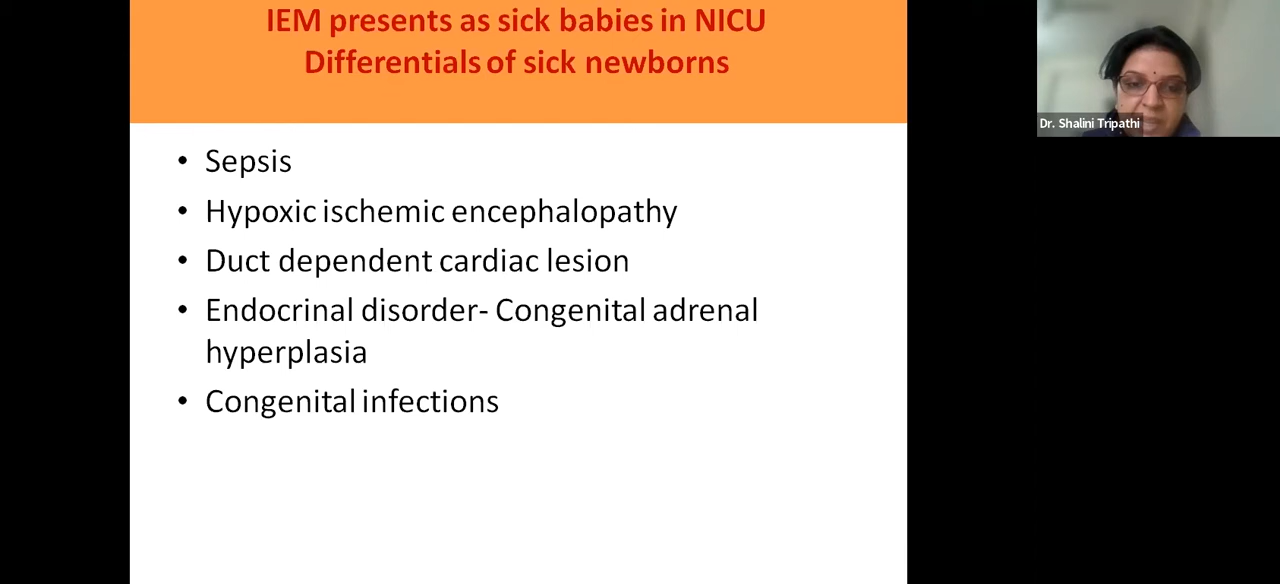 IEM presents as sick babies in NICU
Differentials of sick newborns
• Sepsis
• Hypoxic ischemic encephalopathy
• Duct dependent cardiac lesion
• Endocrinal disorder- Congenital adrenal
hyperplasia
• Congenital infections
Dr. Shalini Tripathi